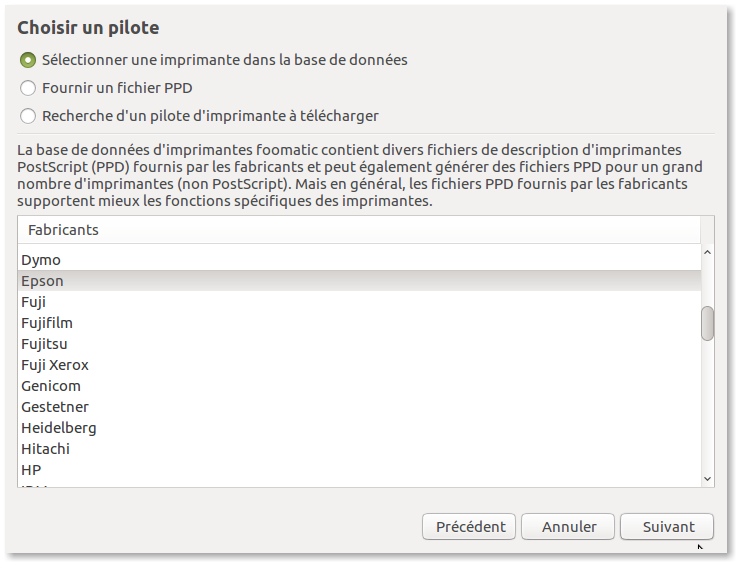 Choisir un pilote
Sélectionner une imprimante dans la base de données
Fournir un fichier PPD
Recherche d'un pilote d'imprimante à télécharger
La base de données d'imprimantes foomatic contient divers fichiers de description d'imprimantes
PostScript (PPD) fournis par les fabricants et peut également générer des fichiers PPD pour un grand
nombre d'imprimantes (non PostScript). Mais en général, les fichiers PPD fournis par les fabricants
supportent mieux les fonctions spécifiques des imprimantes.
Fabricants
Dymo
Epson
Fuji
Fujifilm
Fujitsu
Fuji Xerox
Genicom
Gestetner
Heidelberg
Hitachi
HP
Précédent
Annuler
Suivant